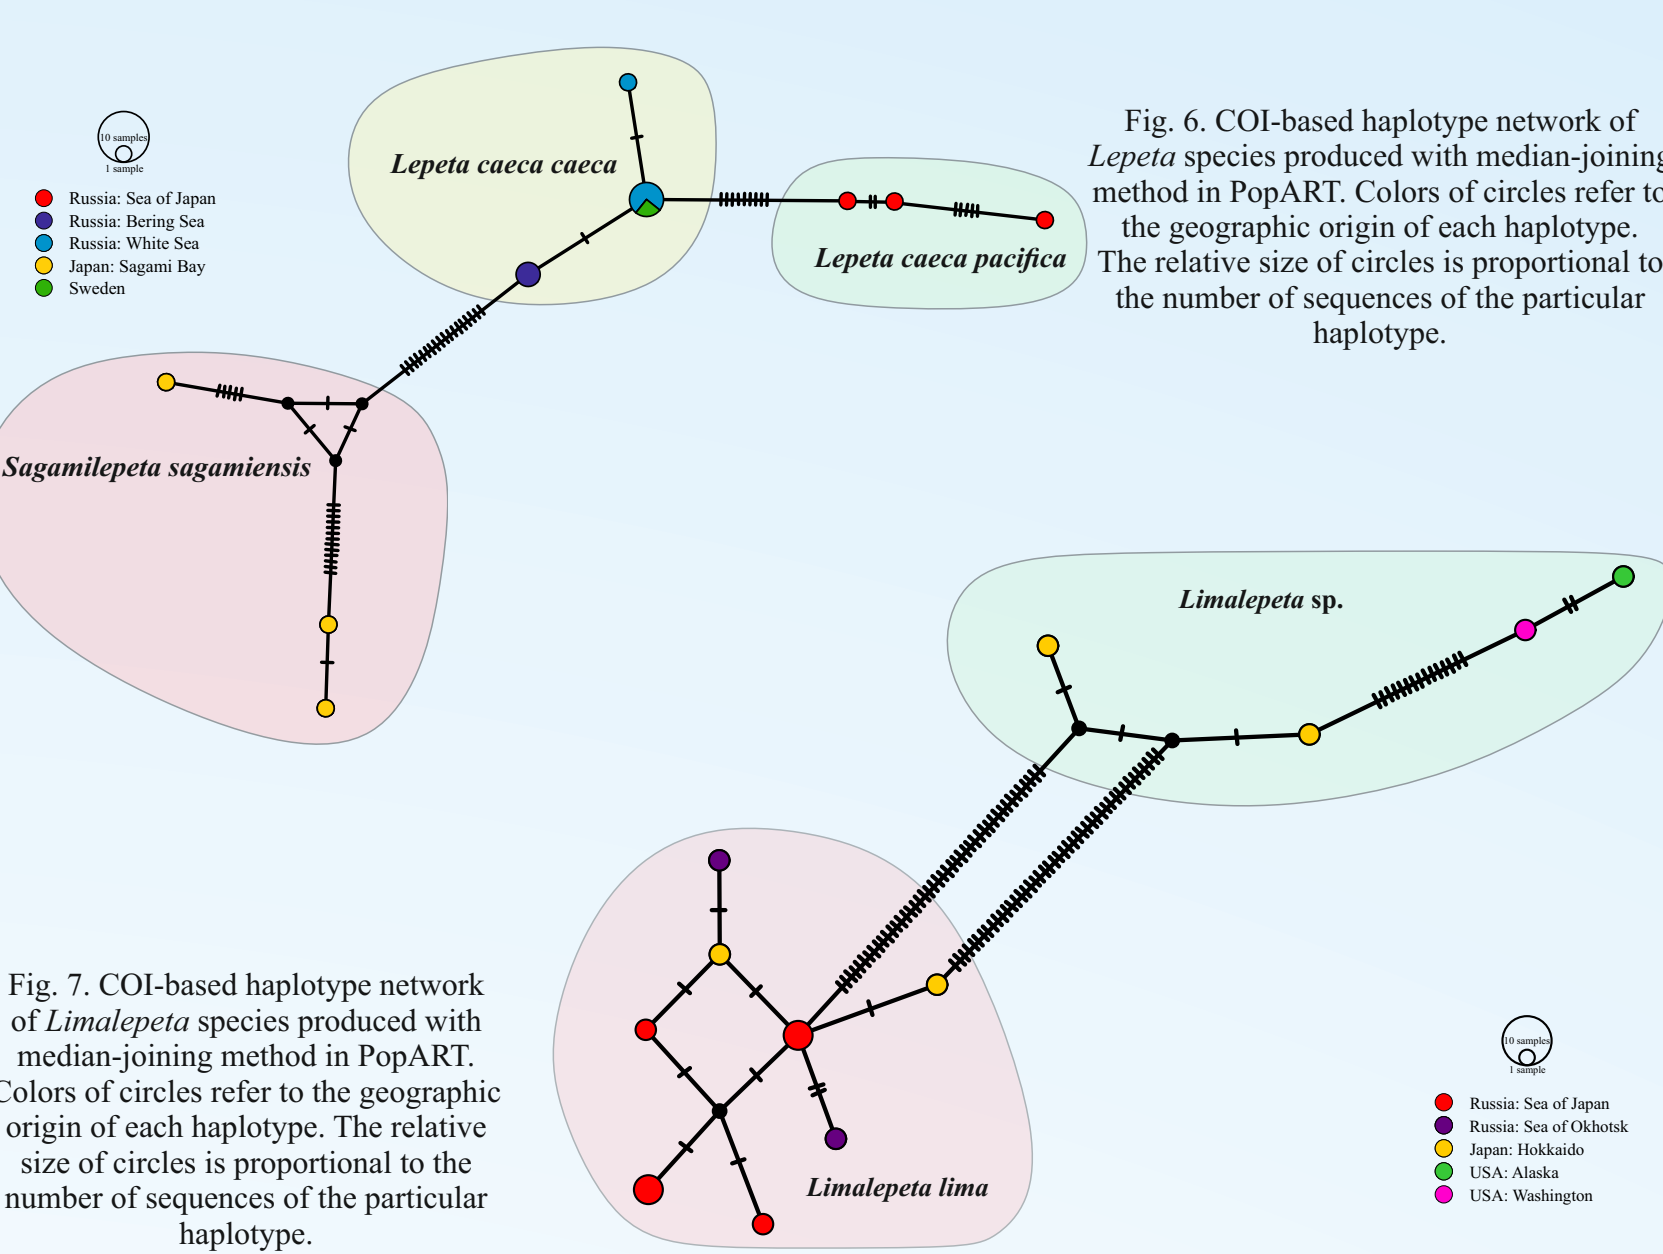 10 samples
1 sample
Russia: Sea of Japan
Russia: Bering Sea
Russia: White Sea
Japan: Sagami Bay
Sweden
Lepeta caeca caeca
Lepeta caeca pacifica
Sagamilepeta sagamiensis
Fig. 6. COI-based haplotype network of
Lepeta species produced with median-joining
method in PopART. Colors of circles refer to
the geographic origin of each haplotype.
The relative size of circles is proportional to
the number of sequences of the particular
haplotype.
Limalepeta sp.
Limalepeta lima
Fig. 7. COI-based haplotype network
of Limalepeta species produced with
median-joining method in PopART.
Colors of circles refer to the geographic
origin of each haplotype. The relative
size of circles is proportional to the
number of sequences of the particular
haplotype.
10 samples
1 sample
Russia: Sea of Japan
Russia: Sea of Okhotsk
Japan: Hokkaido
USA: Alaska
USA: Washington